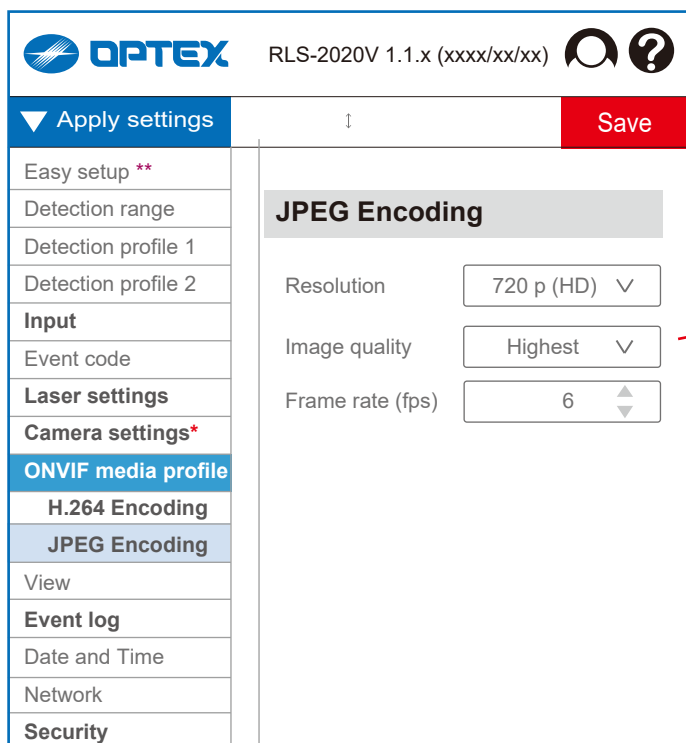 OPTEX
RLS-2020V 1.1.x (xxxx/xx/xx)
?
Apply settings
Save
Easy setup **
Detection range
Detection profile 1
Detection profile 2
Input
Event code
Laser settings
Camera settings*
ONVIF media profile
H.264 Encoding
JPEG Encoding
View
Event log
Date and Time
Network
Security
JPEG Encoding
Resolution 720 p (HD)
Image quality Highest
Frame rate (fps) 6